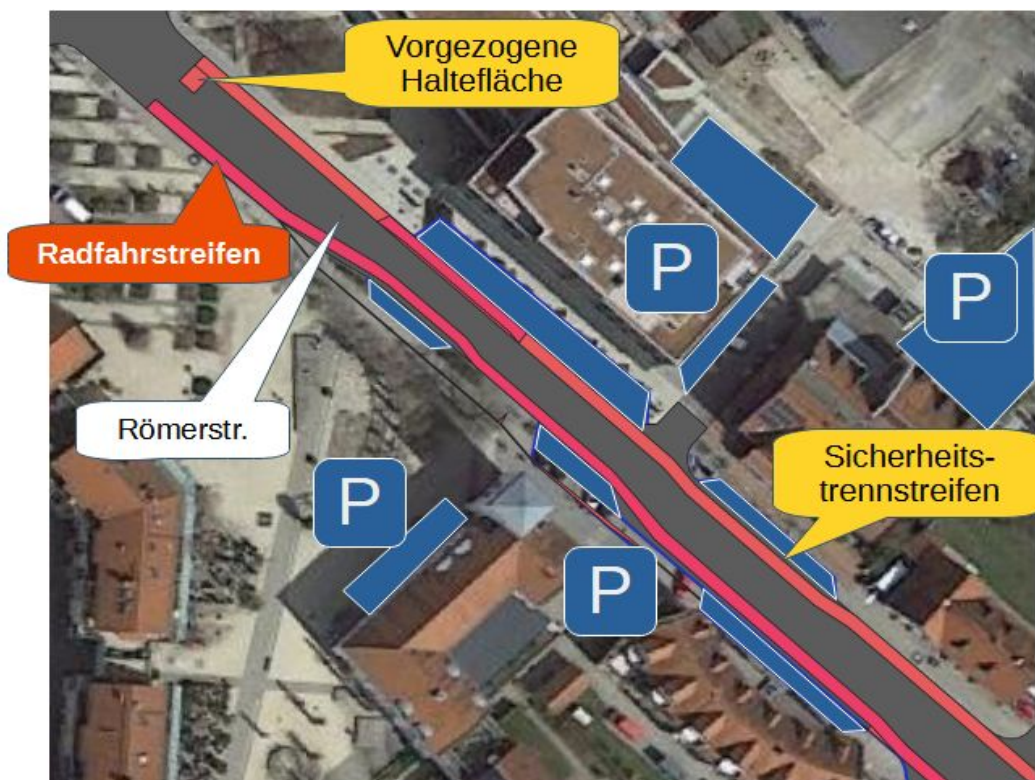 Vorgezogene
Haltefläche
Radfahrstreifen
P
P
Römerstr.
Sicherheits-
trennstreifen
P
P